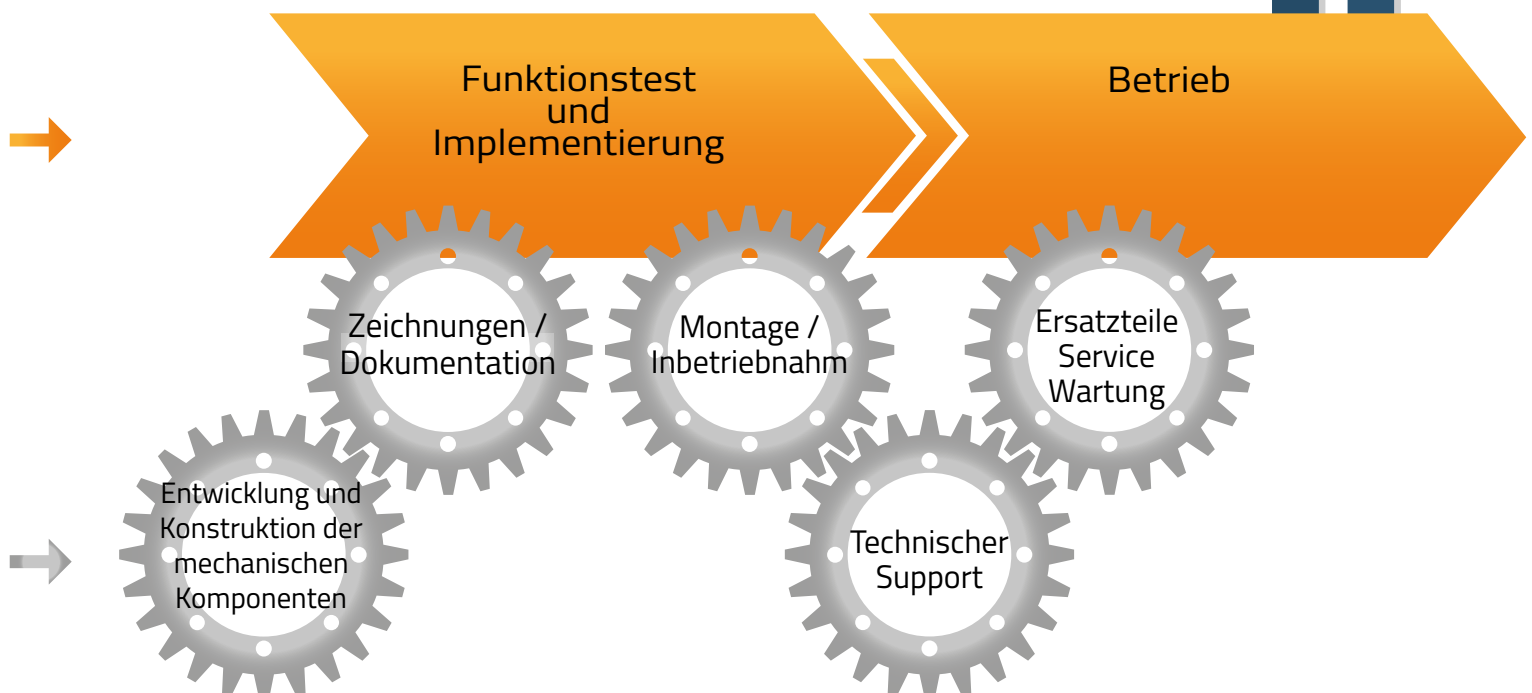 Funktionstest
und
Implementierung
Betrieb
Zeichnungen /
Dokumentation
Montage /
Inbetriebnahm
Ersatzteile
Service
Wartung
Entwicklung und
Konstruktion der
mechanischen
Komponenten
Technischer
Support